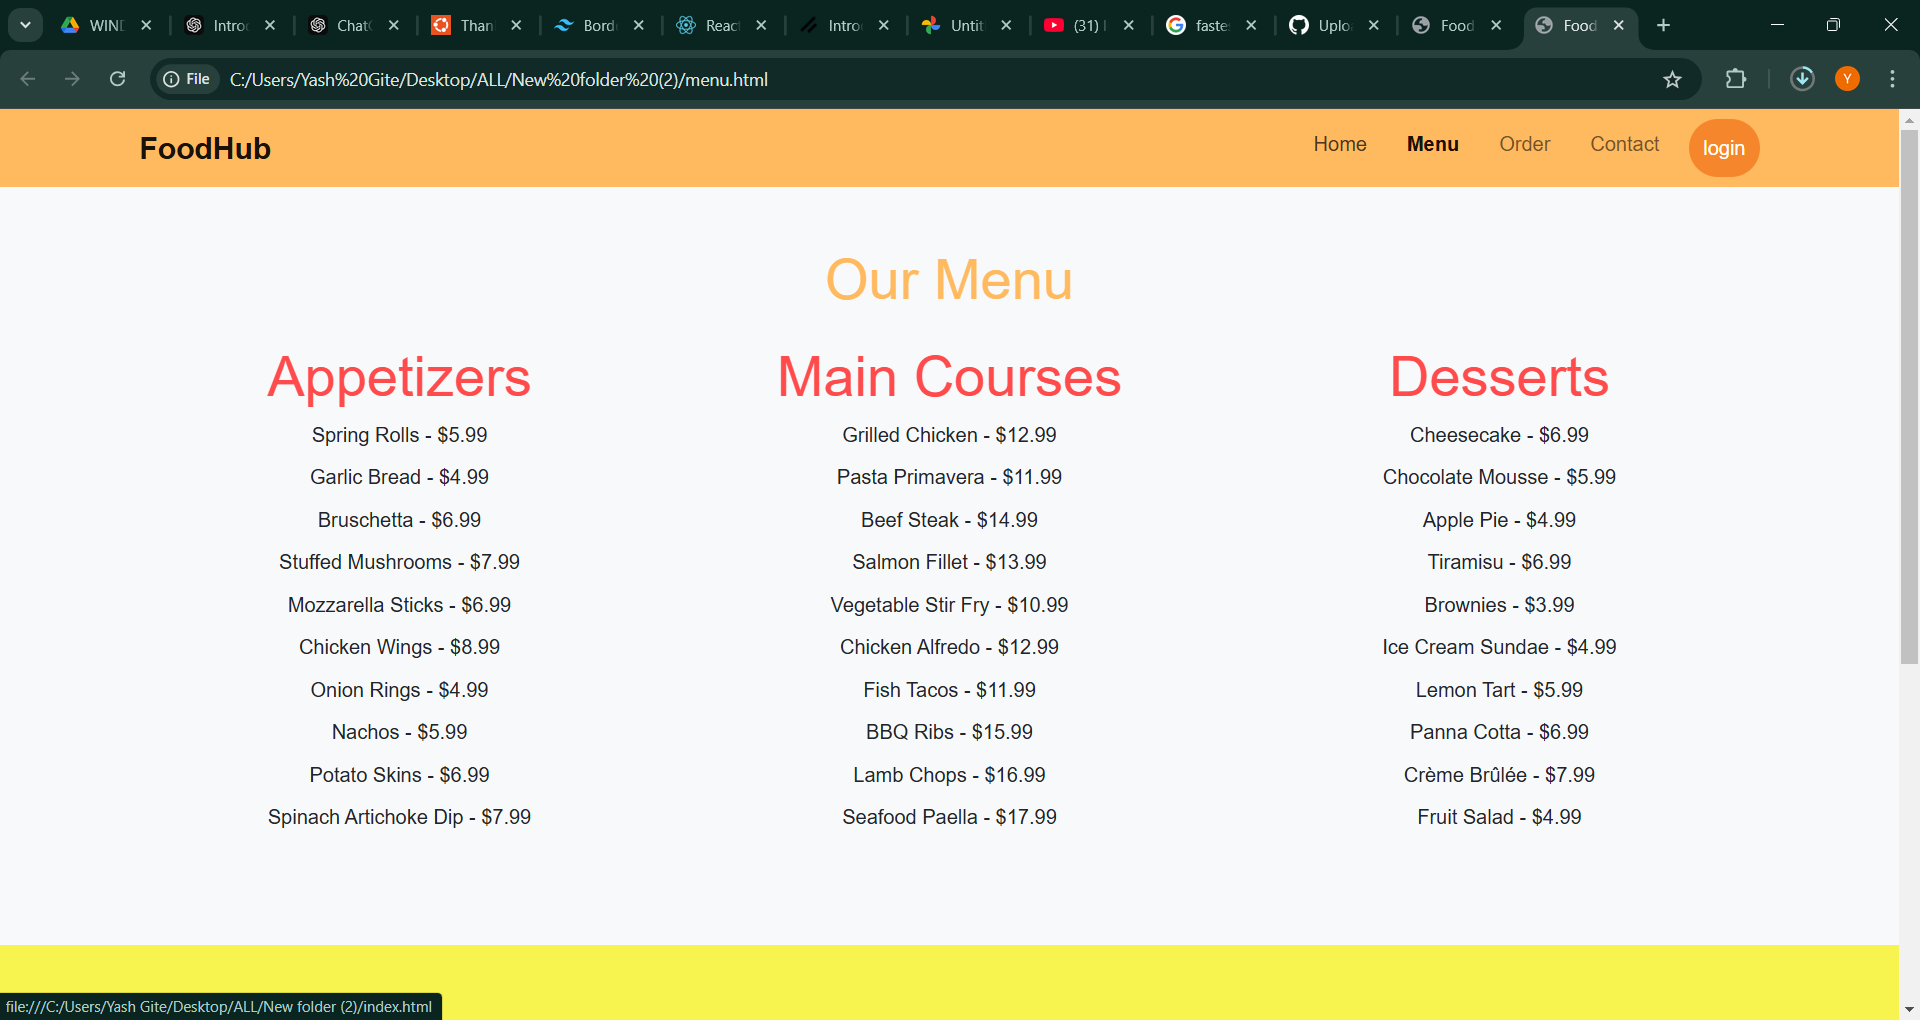 WIND
Intro
Chat
Than
Bord
Reac
Intro
Untit
(31)
faste
Uplo
Food
Food
File
C:/Users/Yash%20Gite/Desktop/ALL/New%20folder%20(2)/menu.html
Y
FoodHub
Home
Menu
Order
Contact
login
Our Menu
Appetizers
Spring Rolls - $5.99
Garlic Bread - $4.99
Bruschetta - $6.99
Stuffed Mushrooms - $7.99
Mozzarella Sticks - $6.99
Chicken Wings - $8.99
Onion Rings - $4.99
Nachos - $5.99
Potato Skins - $6.99
Spinach Artichoke Dip - $7.99
Main Courses
Grilled Chicken - $12.99
Pasta Primavera - $11.99
Beef Steak - $14.99
Salmon Fillet - $13.99
Vegetable Stir Fry - $10.99
Chicken Alfredo - $12.99
Fish Tacos - $11.99
BBQ Ribs - $15.99
Lamb Chops - $16.99
Seafood Paella - $17.99
Desserts
Cheesecake - $6.99
Chocolate Mousse - $5.99
Apple Pie - $4.99
Tiramisu - $6.99
Brownies - $3.99
Ice Cream Sundae - $4.99
Lemon Tart - $5.99
Panna Cotta - $6.99
Crème Brûlée - $7.99
Fruit Salad - $4.99
file:///C:/Users/Yash Gite/Desktop/ALL/New folder (2)/index.html